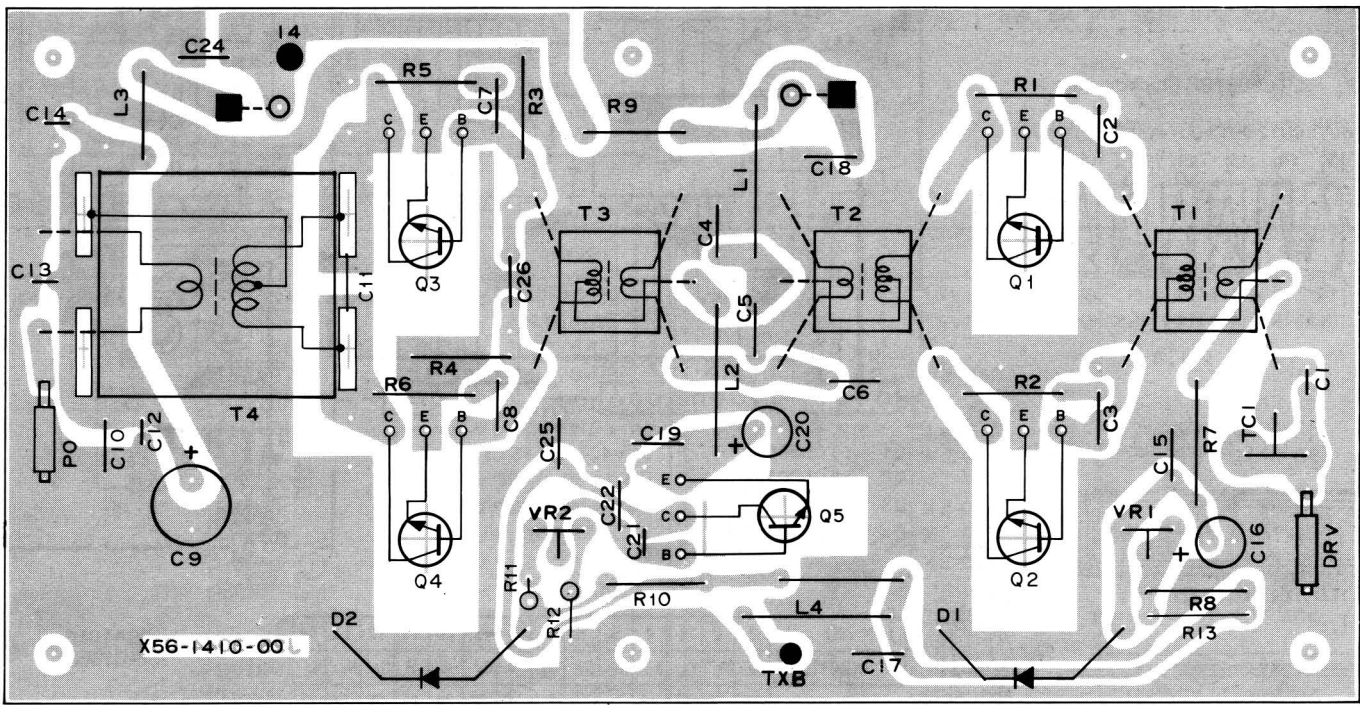 C24
14
L3
C14
R5
C7
R3
R9
C E B
L1
C18
R1
C2
C E B
T3
C4
T2
T1
C13
C11
Q3
C26
C5
Q1
R4
R6
L2
C6
R2
C1
T4
C E B
C8
C E B
C3
R7
TC1
PO
C10
C12
+
C9
C25
C19
+
C20
C15
E
C
B
C22
C21
Q5
VR2
VR1
+
C16
DRV
Q4
R11
R12
R10
Q2
L4
R8
R13
D2
D1
X56-1410-00
TXB
C17